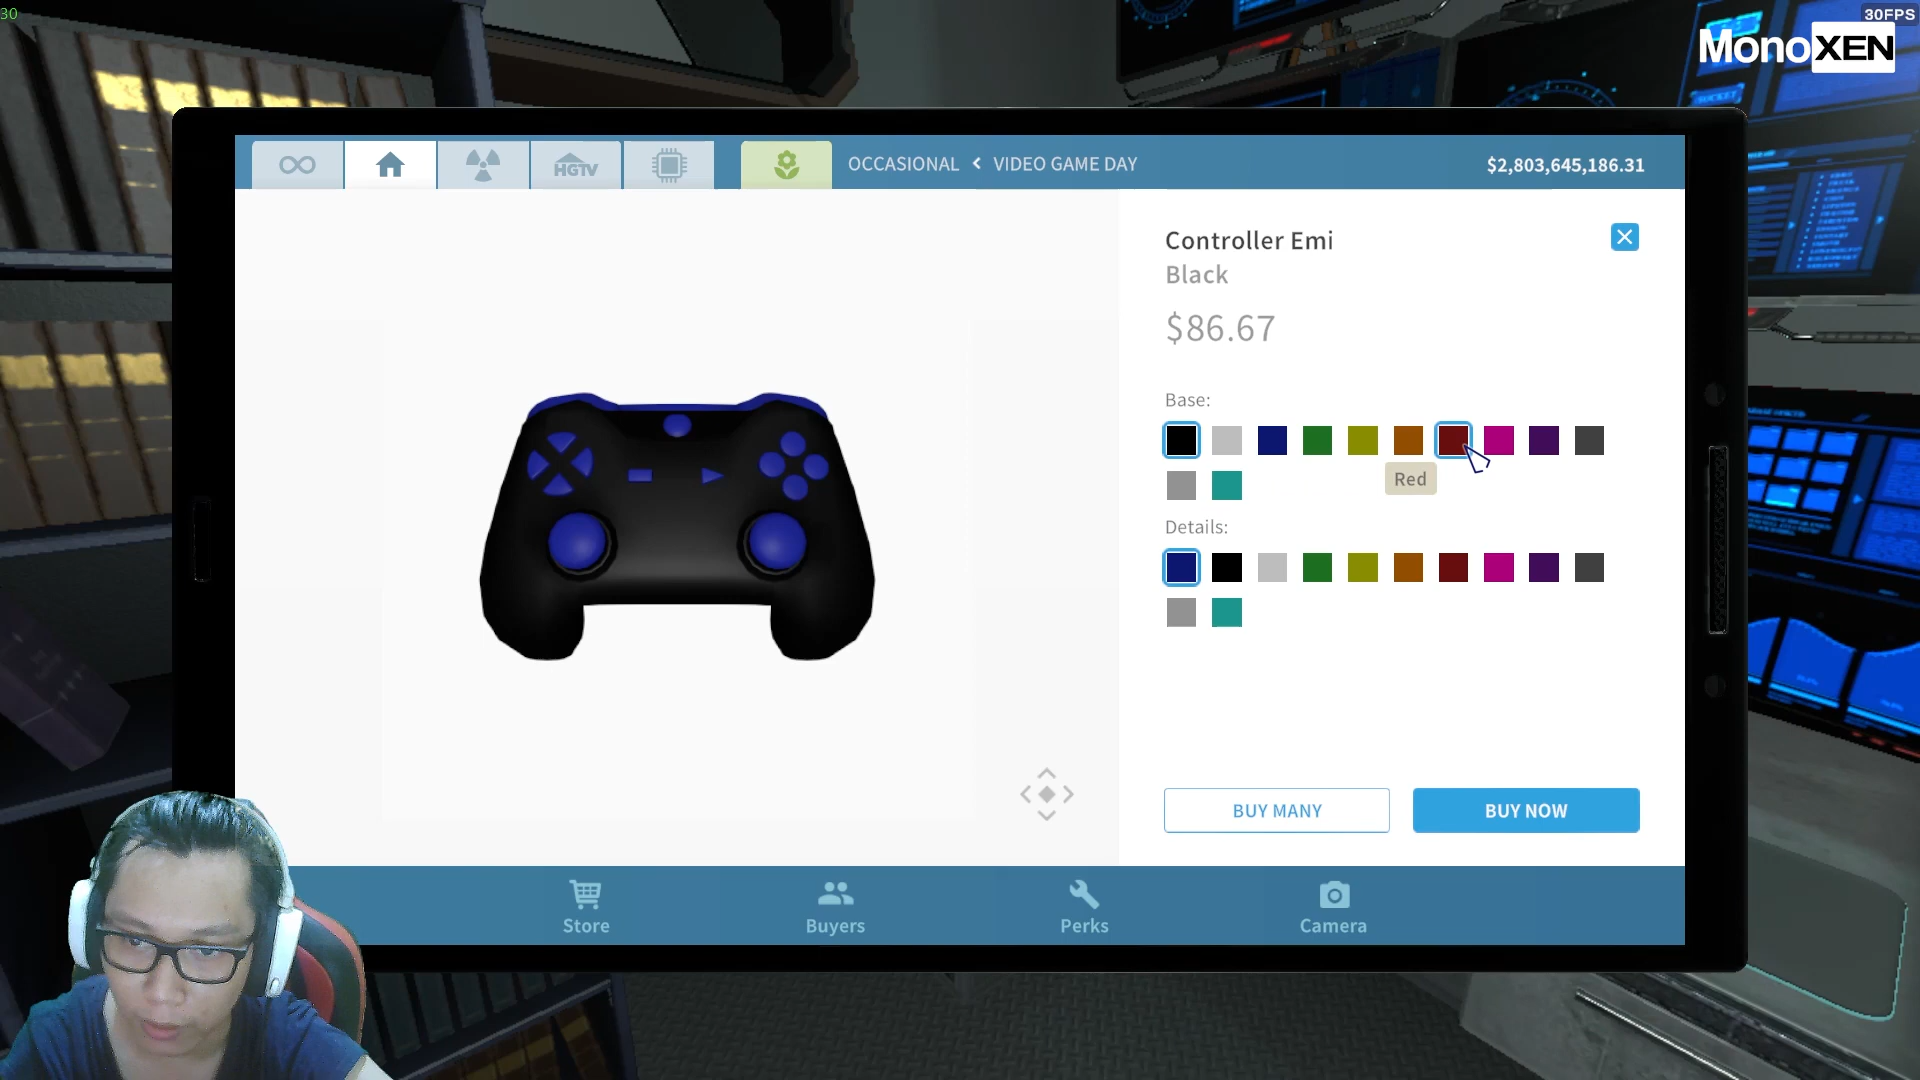 30
30FPS
MonoXEN
HGTV
OCCASIONAL < VIDEO GAME DAY
$2,803,645,186.31
Controller Emi
Black
$86.67
Base:
Red
Details:
BUY MANY
BUY NOW
Store
Buyers
Perks
Camera